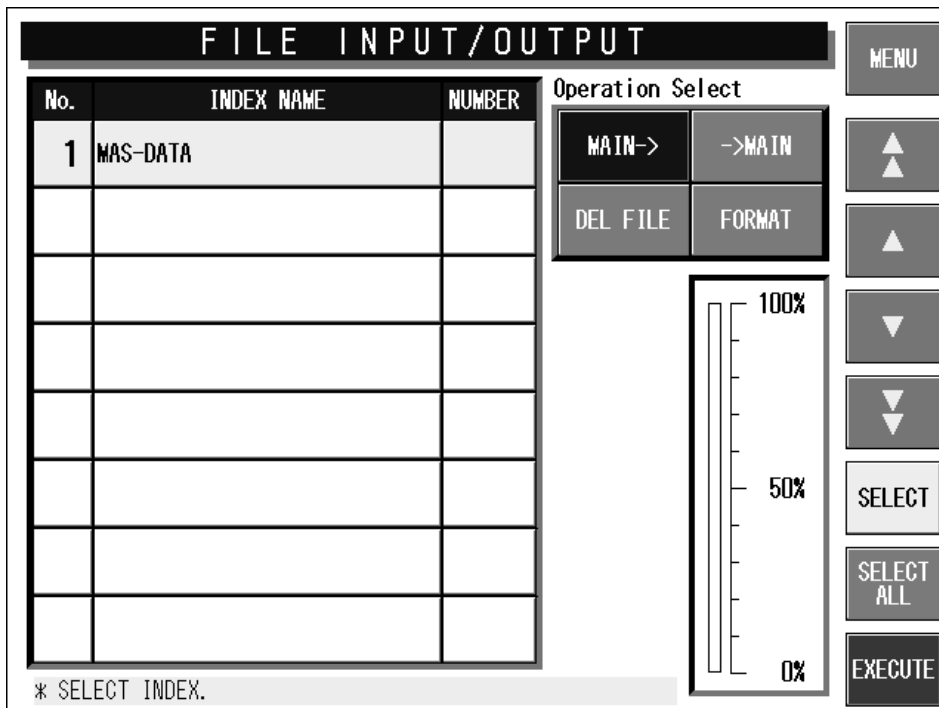 FILE INPUT/OUTPUT
MENU
No. INDEX NAME NUMBER
1 MAS-DATA
Operation Select
MAIN-> ->MAIN
DEL FILE FORMAT
100%
50%
0%
SELECT
SELECT
ALL
EXECUTE
* SELECT INDEX.